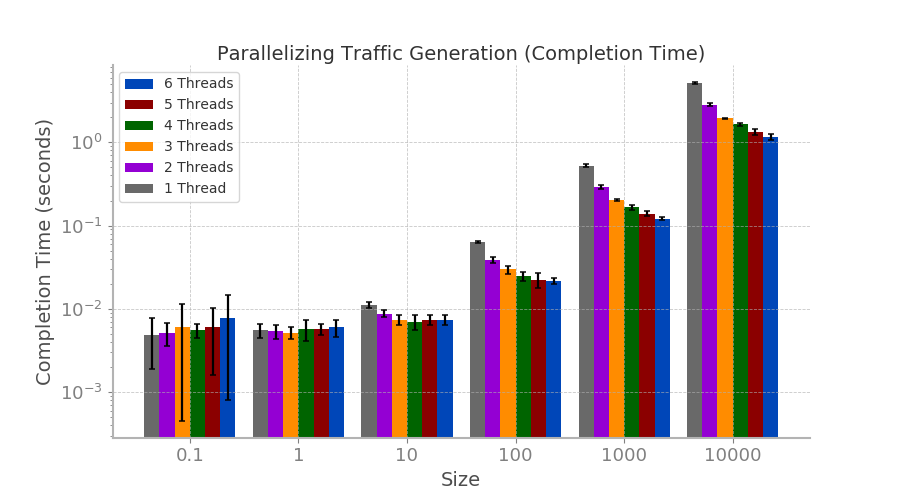 Parallelizing Traffic Generation (Completion Time)
6 Threads
5 Threads
4 Threads
3 Threads
2 Threads
1 Thread
Completion Time (seconds)
10⁰
10⁻¹
10⁻²
10⁻³
0.1 1 10 100 1000 10000
Size